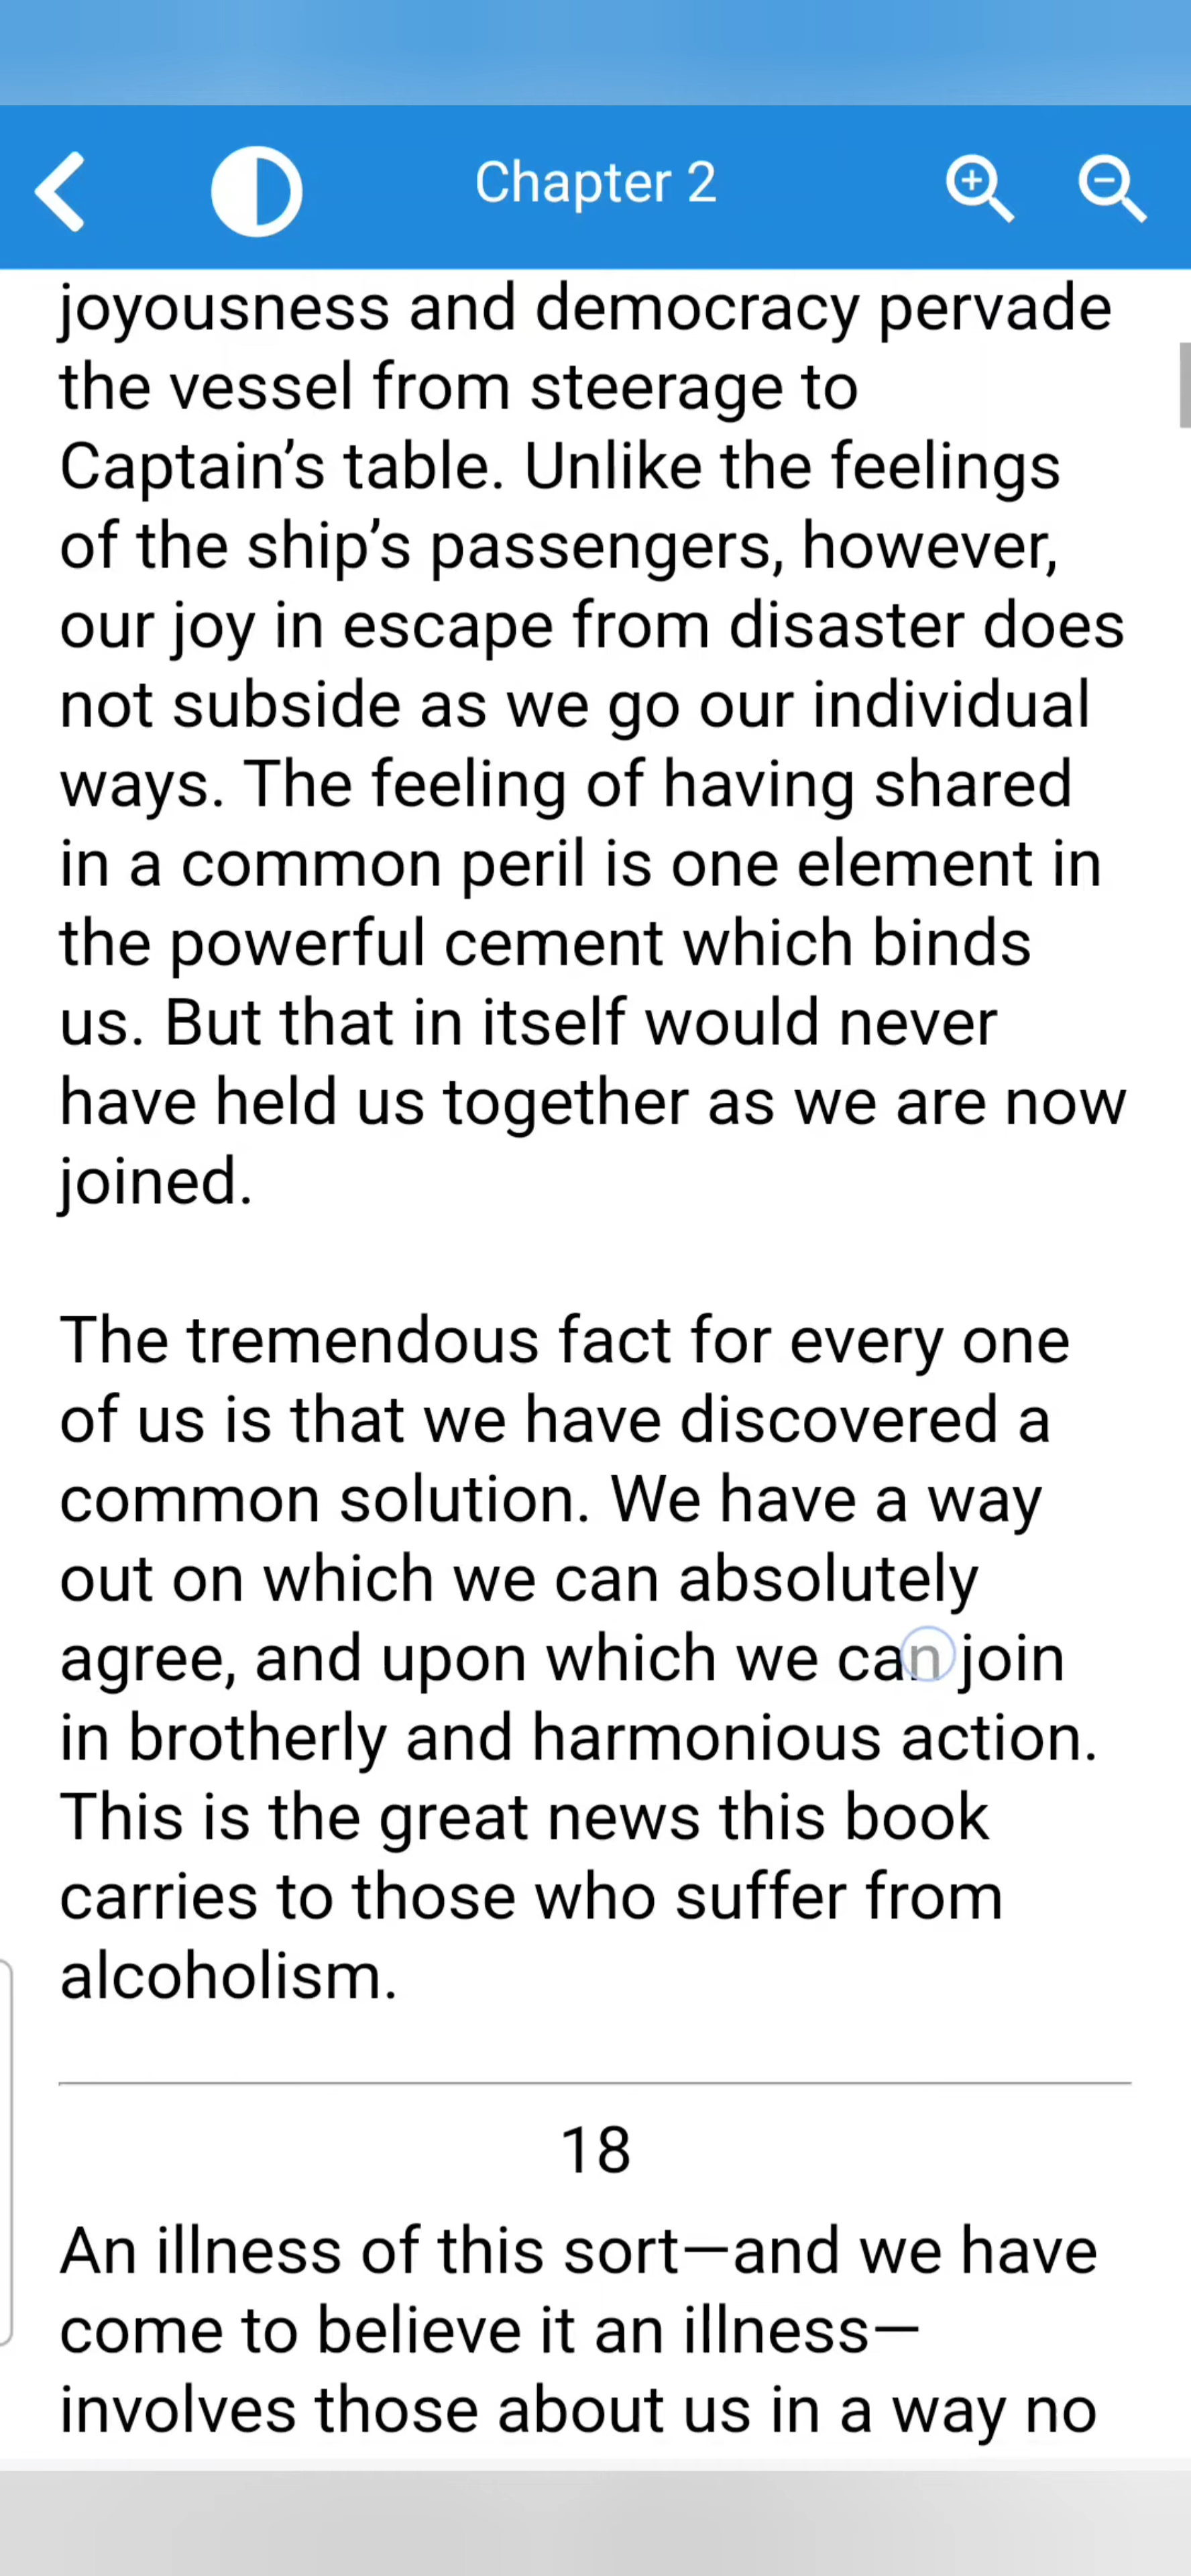 Chapter 2
joyousness and democracy pervade
the vessel from steerage to
Captain’s table. Unlike the feelings
of the ship’s passengers, however,
our joy in escape from disaster does
not subside as we go our individual
ways. The feeling of having shared
in a common peril is one element in
the powerful cement which binds
us. But that in itself would never
have held us together as we are now
joined.
The tremendous fact for every one
of us is that we have discovered a
common solution. We have a way
out on which we can absolutely
agree, and upon which we can join
in brotherly and harmonious action.
This is the great news this book
carries to those who suffer from
alcoholism.
18
An illness of this sort—and we have
come to believe it an illness—
involves those about us in a way no